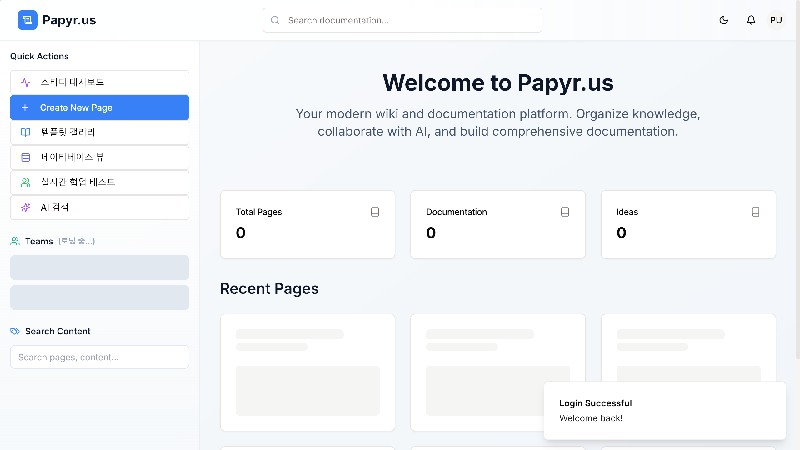 Papyr.us
Search documentation...
PU
Quick Actions
스터디 대시보드
Create New Page
템플릿 갤러리
데이터베이스 뷰
실시간 협업 테스트
AI 검색
Teams (로딩 중...)
Search Content
Search pages, content...
Welcome to Papyr.us
Your modern wiki and documentation platform. Organize knowledge,
collaborate with AI, and build comprehensive documentation.
Total Pages
0
Documentation
0
Ideas
0
Recent Pages
Login Successful
Welcome back!